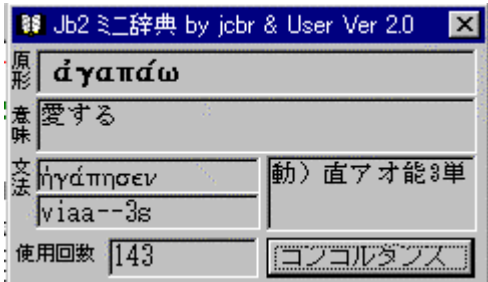 Jb2 ミニ辞典 by jcbr & User Ver 2.0
原形 ἀγαπάω
意味 愛する
文法 ἠγάπησεν 動）直アオ能3単
viaa--3s
使用回数 143 コンコルダンス